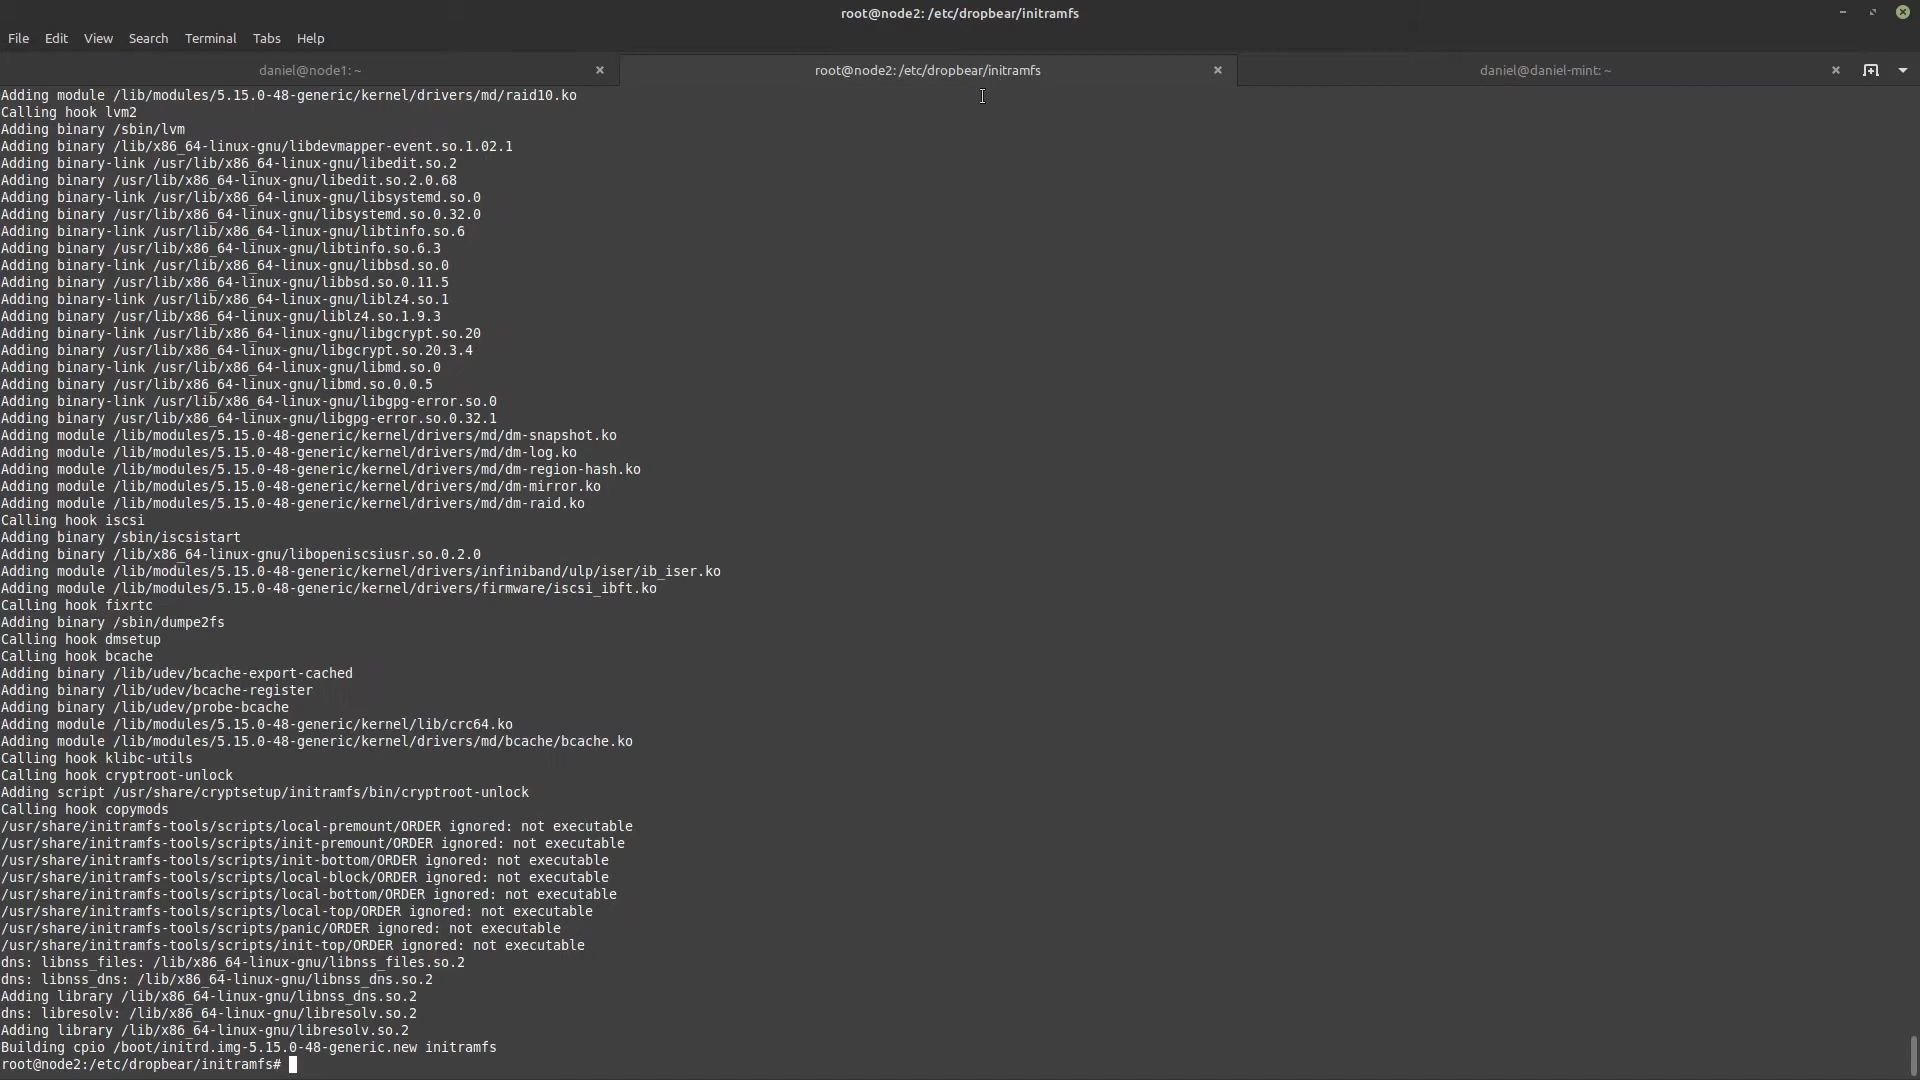 root@node2: /etc/dropbear/initramfs
File Edit View Search Terminal Tabs Help
daniel@node1: ~
root@node2: /etc/dropbear/initramfs
daniel@daniel-mint: ~
Adding module /lib/modules/5.15.0-48-generic/kernel/drivers/md/raid10.ko
Calling hook lvm2
Adding binary /sbin/lvm
Adding binary /lib/x86_64-linux-gnu/libdevmapper-event.so.1.02.1
Adding binary-link /usr/lib/x86_64-linux-gnu/libedit.so.2
Adding binary /usr/lib/x86_64-linux-gnu/libedit.so.2.0.68
Adding binary-link /usr/lib/x86_64-linux-gnu/libsystemd.so.0
Adding binary /usr/lib/x86_64-linux-gnu/libsystemd.so.0.32.0
Adding binary-link /usr/lib/x86_64-linux-gnu/libtinfo.so.6
Adding binary /usr/lib/x86_64-linux-gnu/libtinfo.so.6.3
Adding binary-link /usr/lib/x86_64-linux-gnu/libbsd.so.0
Adding binary /usr/lib/x86_64-linux-gnu/libbsd.so.0.11.5
Adding binary-link /usr/lib/x86_64-linux-gnu/liblz4.so.1
Adding binary /usr/lib/x86_64-linux-gnu/liblz4.so.1.9.3
Adding binary-link /usr/lib/x86_64-linux-gnu/libgcrypt.so.20
Adding binary /usr/lib/x86_64-linux-gnu/libgcrypt.so.20.3.4
Adding binary-link /usr/lib/x86_64-linux-gnu/libmd.so.0
Adding binary /usr/lib/x86_64-linux-gnu/libmd.so.0.0.5
Adding binary-link /usr/lib/x86_64-linux-gnu/libgpg-error.so.0
Adding binary /usr/lib/x86_64-linux-gnu/libgpg-error.so.0.32.1
Adding module /lib/modules/5.15.0-48-generic/kernel/drivers/md/dm-snapshot.ko
Adding module /lib/modules/5.15.0-48-generic/kernel/drivers/md/dm-log.ko
Adding module /lib/modules/5.15.0-48-generic/kernel/drivers/md/dm-region-hash.ko
Adding module /lib/modules/5.15.0-48-generic/kernel/drivers/md/dm-mirror.ko
Adding module /lib/modules/5.15.0-48-generic/kernel/drivers/md/dm-raid.ko
Calling hook iscsi
Adding binary /sbin/iscsistart
Adding binary /lib/x86_64-linux-gnu/libopeniscsiusr.so.0.2.0
Adding module /lib/modules/5.15.0-48-generic/kernel/drivers/infiniband/ulp/iser/ib_iser.ko
Adding module /lib/modules/5.15.0-48-generic/kernel/drivers/firmware/iscsi_ibft.ko
Calling hook fixrtc
Adding binary /sbin/dumpe2fs
Calling hook dmsetup
Calling hook bcache
Adding binary /lib/udev/bcache-export-cached
Adding binary /lib/udev/bcache-register
Adding binary /lib/udev/probe-bcache
Adding module /lib/modules/5.15.0-48-generic/kernel/lib/crc64.ko
Adding module /lib/modules/5.15.0-48-generic/kernel/drivers/md/bcache/bcache.ko
Calling hook klibc-utils
Calling hook cryptroot-unlock
Adding script /usr/share/cryptsetup/initramfs/bin/cryptroot-unlock
Calling hook copymods
/usr/share/initramfs-tools/scripts/local-premount/ORDER ignored: not executable
/usr/share/initramfs-tools/scripts/init-premount/ORDER ignored: not executable
/usr/share/initramfs-tools/scripts/init-bottom/ORDER ignored: not executable
/usr/share/initramfs-tools/scripts/local-block/ORDER ignored: not executable
/usr/share/initramfs-tools/scripts/local-bottom/ORDER ignored: not executable
/usr/share/initramfs-tools/scripts/local-top/ORDER ignored: not executable
/usr/share/initramfs-tools/scripts/panic/ORDER ignored: not executable
/usr/share/initramfs-tools/scripts/init-top/ORDER ignored: not executable
dns: libnss_files: /lib/x86_64-linux-gnu/libnss_files.so.2
dns: libnss_dns: /lib/x86_64-linux-gnu/libnss_dns.so.2
Adding library /lib/x86_64-linux-gnu/libnss_dns.so.2
dns: libresolv: /lib/x86_64-linux-gnu/libresolv.so.2
Adding library /lib/x86_64-linux-gnu/libresolv.so.2
Building cpio /boot/initrd.img-5.15.0-48-generic.new initramfs
root@node2:/etc/dropbear/initramfs#